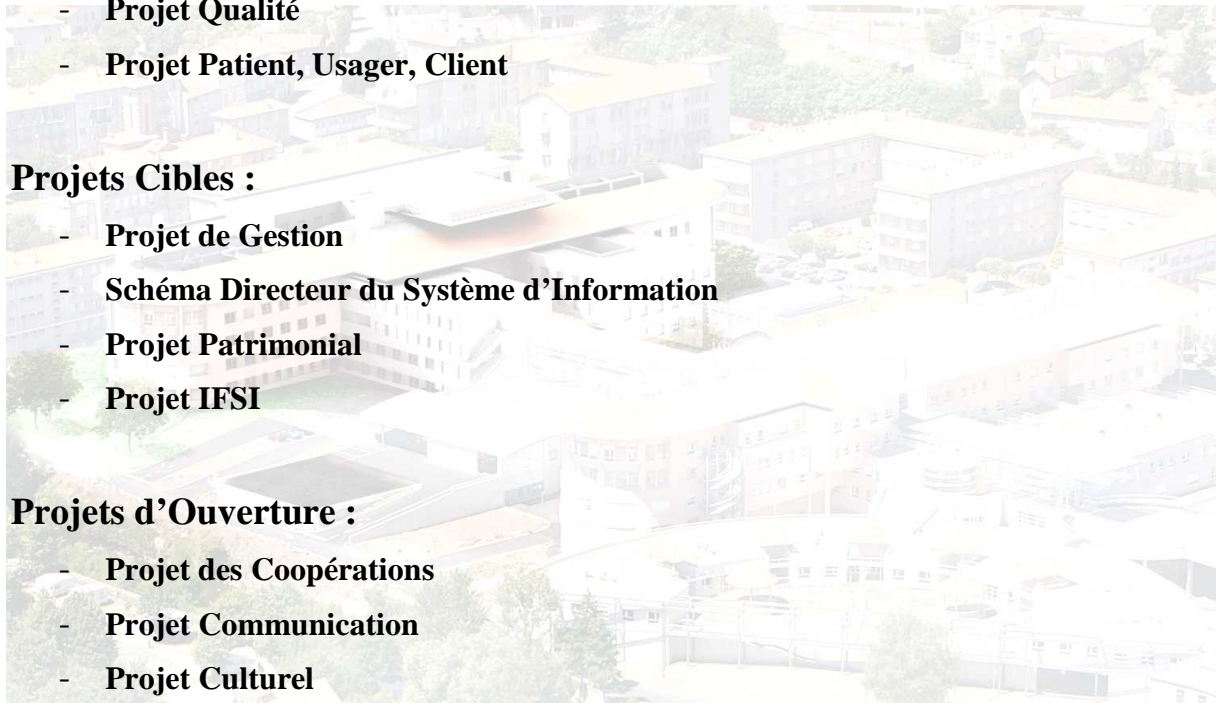 - Projet Qualité
- Projet Patient, Usager, Client
Projets Cibles :
- Projet de Gestion
- Schéma Directeur du Système d’Information
- Projet Patrimonial
- Projet IFSI
Projets d’Ouverture :
- Projet des Coopérations
- Projet Communication
- Projet Culturel